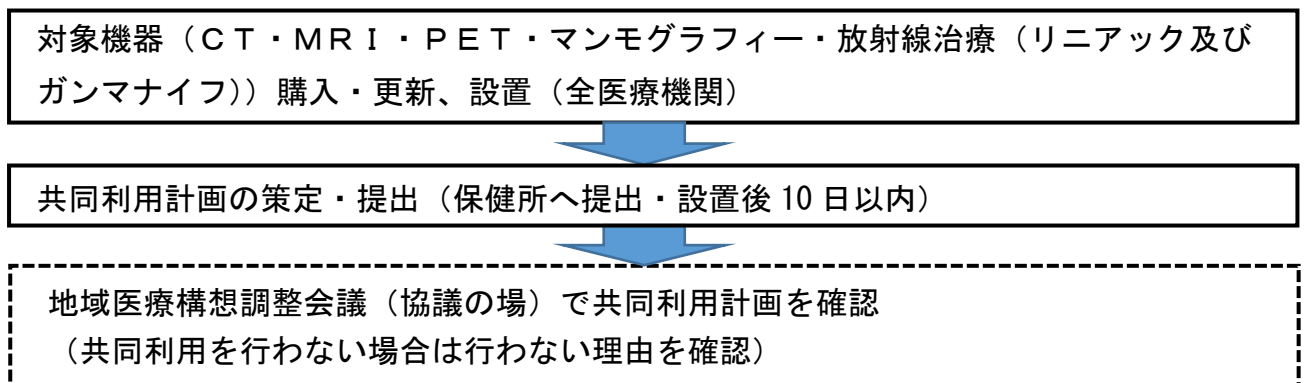 対象機器（ＣＴ・ＭＲＩ・ＰＥＴ・マンモグラフィー・放射線治療（リニアック及び
ガンマナイフ））購入・更新、設置（全医療機関）
共同利用計画の策定・提出（保健所へ提出・設置後 10 日以内）
地域医療構想調整会議（協議の場）で共同利用計画を確認
（共同利用を行わない場合は行わない理由を確認）